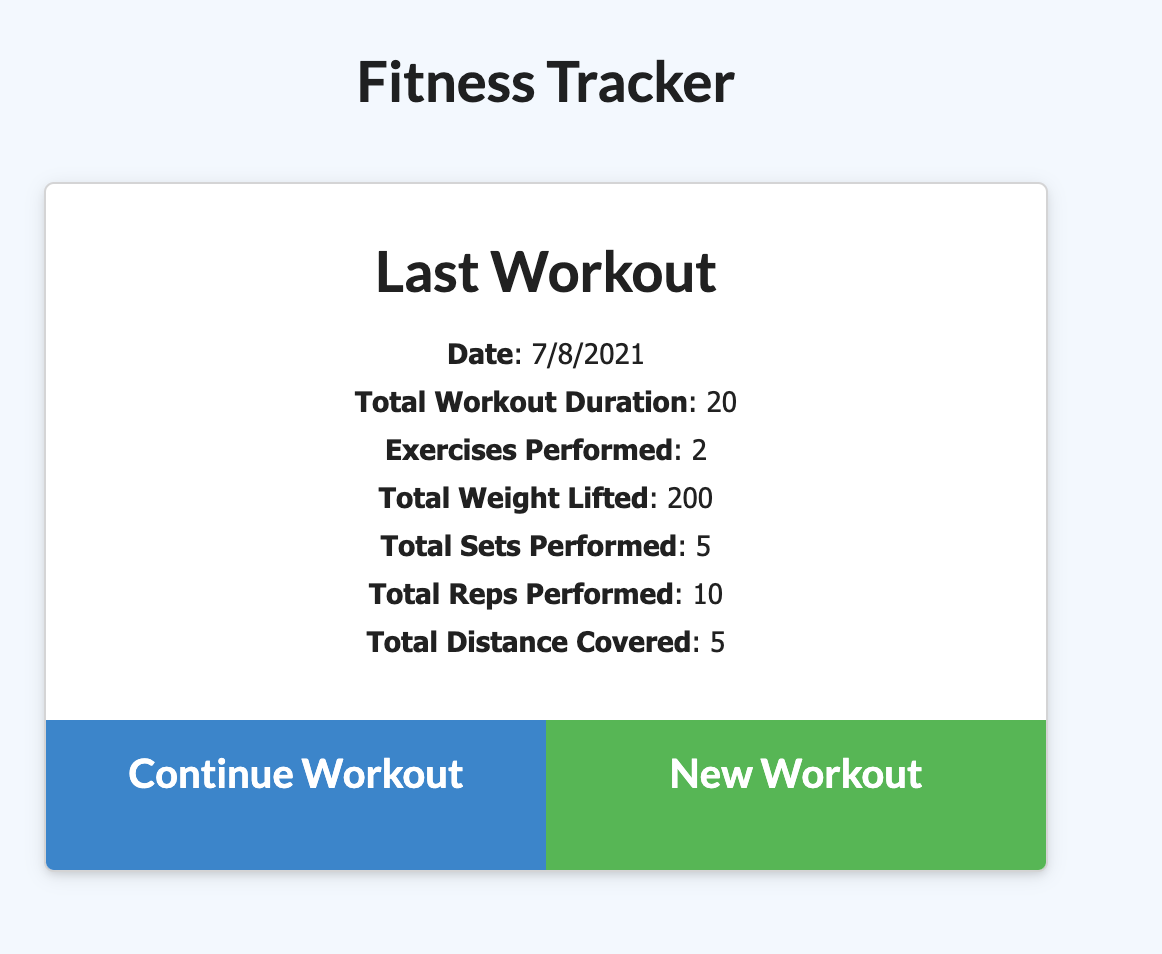 Fitness Tracker
Last Workout
Date: 7/8/2021
Total Workout Duration: 20
Exercises Performed: 2
Total Weight Lifted: 200
Total Sets Performed: 5
Total Reps Performed: 10
Total Distance Covered: 5
Continue Workout
New Workout